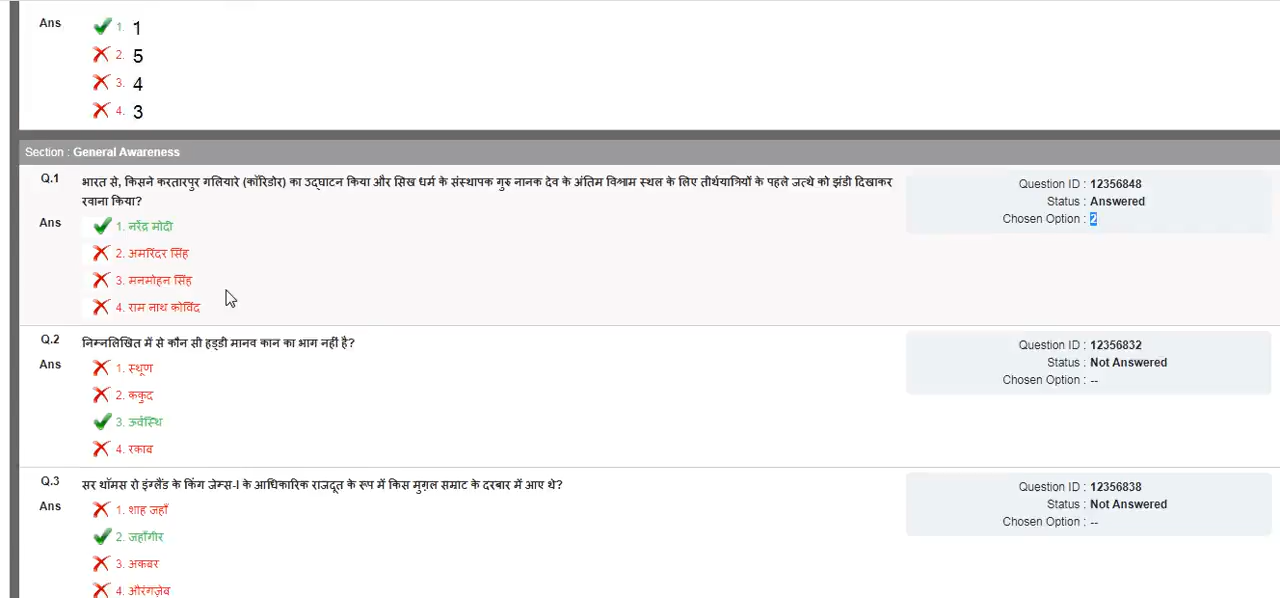 Ans 1. 1
2. 5
3. 4
4. 3
Section : General Awareness
Q.1 भारत से, किसने करतारपुर गलियारे (कॉरिडोर) का उद्घाटन किया और सिख धर्म के संस्थापक गुरु नानक देव के अंतिम विश्राम स्थल के लिए तीर्थयात्रियों के पहले जत्थे को झंडी दिखाकर
रवाना किया?
Question ID : 12356848
Status : Answered
Chosen Option : 2
Ans 1. नरेंद्र मोदी
2. अमरिंदर सिंह
3. मनमोहन सिंह
4. राम नाथ कोविंद
Q.2 निम्नलिखित में से कौन सी हड्डी मानव कान का भाग नहीं है?
Question ID : 12356832
Status : Not Answered
Chosen Option : --
Ans 1. स्थूण
2. ककुद
3. ऊर्वस्थि
4. रकाब
Q.3 सर थॉमस रो इंग्लैंड के किंग जेम्स-I के आधिकारिक राजदूत के रूप में किस मुग़ल सम्राट के दरबार में आए थे?
Question ID : 12356838
Status : Not Answered
Chosen Option : --
Ans 1. शाह जहाँ
2. जहाँगीर
3. अकबर
4. औरंगज़ेब